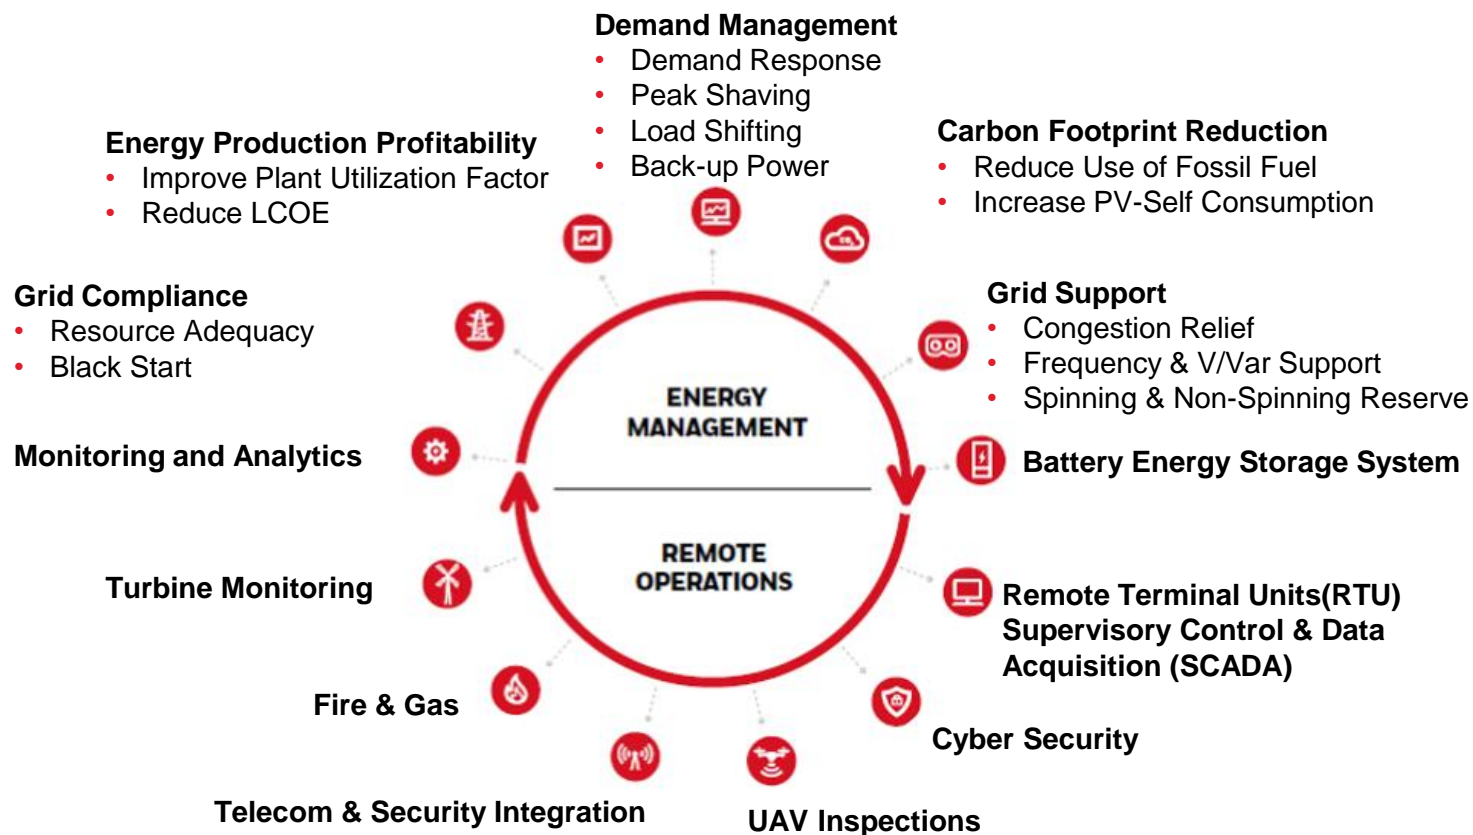 Demand Management
• Demand Response
• Peak Shaving
• Load Shifting
• Back-up Power
Energy Production Profitability
• Improve Plant Utilization Factor
• Reduce LCOE
Carbon Footprint Reduction
• Reduce Use of Fossil Fuel
• Increase PV-Self Consumption
Grid Compliance
• Resource Adequacy
• Black Start
Grid Support
• Congestion Relief
• Frequency & V/Var Support
• Spinning & Non-Spinning Reserve
ENERGY
MANAGEMENT
Monitoring and Analytics
Battery Energy Storage System
REMOTE
OPERATIONS
Turbine Monitoring
Remote Terminal Units(RTU)
Supervisory Control & Data
Acquisition (SCADA)
Fire & Gas
Cyber Security
Telecom & Security Integration
UAV Inspections